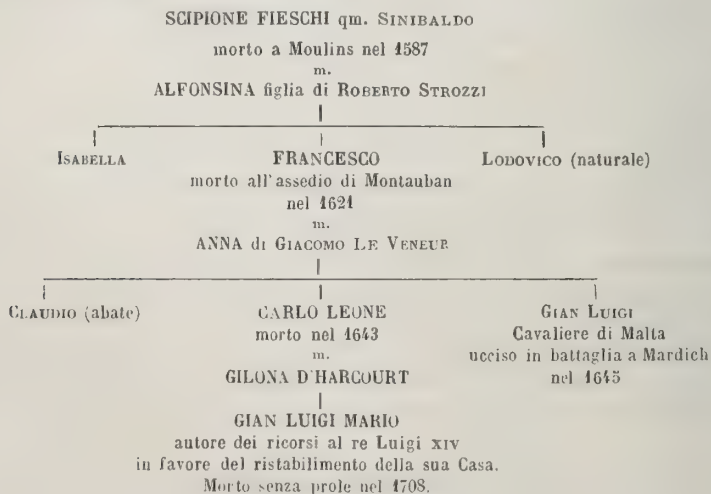 SCIPIONE FIESCHI qm. SINIBALDO
morto a Moulins nel 1587
m.
ALFONSINA figlia di ROBERTO STROZZI
ISABELLA FRANCESCO LODOVICO (naturale)
morto all'assedio di Montauban
nel 1621
m.
ANNA di GIACOMO LE VENEUR
CLAUDIO (abate) CARLO LEONE GIAN LUIGI
morto nel 1643 Cavaliere di Malta
m. ucciso in battaglia a Mardich
GILONA D'HARCOURT nel 1645
GIAN LUIGI MARIO
autore dei ricorsi al re Luigi XIV
in favore del ristabilimento della sua Casa.
Morto senza prole nel 1708.